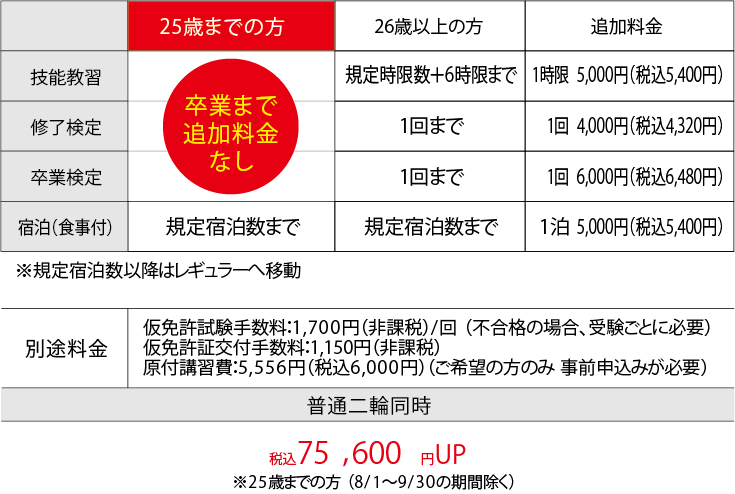 25歳までの方 26歳以上の方 追加料金
技能教習 規定時限数+6時限まで 1時限 5,000円(税込5,400円)
卒業まで
追加料金
なし
修了検定 1回まで 1回 4,000円(税込4,320円)
卒業検定 1回まで 1回 6,000円(税込6,480円)
宿泊(食事付) 規定宿泊数まで 規定宿泊数まで 1泊 5,000円(税込5,400円)
※規定宿泊数以降はレギュラーへ移動
別途料金
仮免許試験手数料:1,700円(非課税)/回 (不合格の場合、受験ごとに必要)
仮免許証交付手数料:1,150円(非課税)
原付講習費:5,556円(税込6,000円)(ご希望の方のみ 事前申込みが必要)
普通二輪同時
税込75 ,600 円UP
※25歳までの方 (8/1～9/30の期間除く)